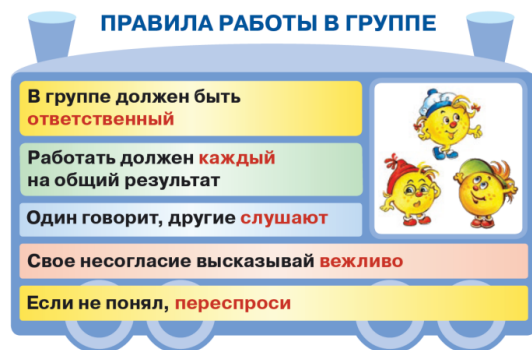 ПРАВИЛА РАБОТЫ В ГРУППЕ
В группе должен быть
ответственный
Работать должен каждый
на общий результат
Один говорит, другие слушают
Свое несогласие высказывай вежливо
Если не понял, переспроси